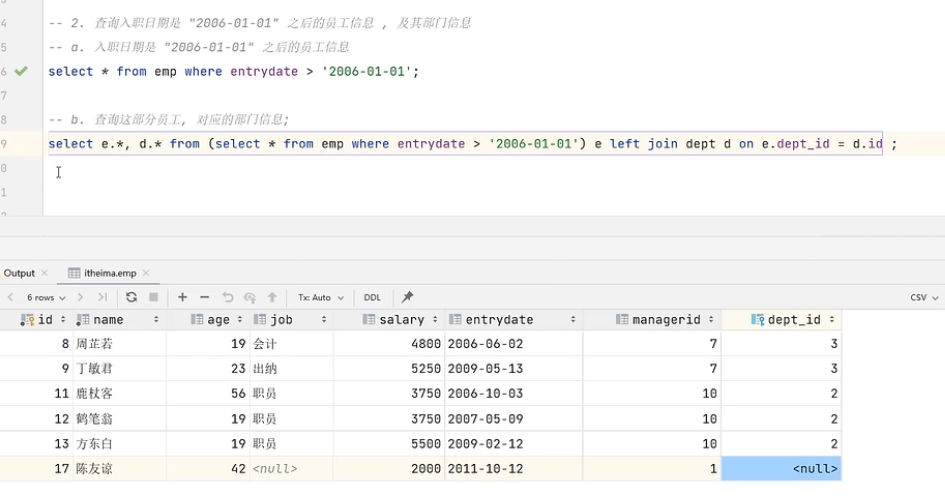 4 -- 2. 查询入职日期是 "2006-01-01" 之后的员工信息 , 及其部门信息
5 -- a. 入职日期是 "2006-01-01" 之后的员工信息
6 select * from emp where entrydate > '2006-01-01';
7
8 -- b. 查询这部分员工, 对应的部门信息;
9 select e.*, d.* from (select * from emp where entrydate > '2006-01-01') e left join dept d on e.dept_id = d.id ;
0
1
Output itheima.emp
6 rows Tx: Auto DDL CSV
id name age job salary entrydate managerid dept_id
8 周芷若 19 会计 4800 2006-06-02 7 3
9 丁敏君 23 出纳 5250 2009-05-13 7 3
11 鹿杖客 56 职员 3750 2006-10-03 10 2
12 鹤笔翁 19 职员 3750 2007-05-09 10 2
13 方东白 19 职员 5500 2009-02-12 10 2
17 陈友谅 42 <null> 2000 2011-10-12 1 <null>